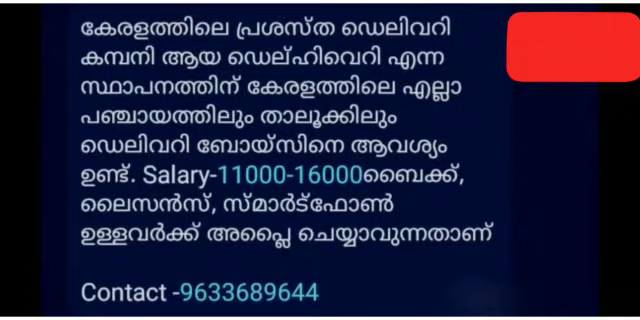 കേരളത്തിലെ പ്രശസ്ത ഡെലിവറി
കമ്പനി ആയ ഡെല്ഹിവെറി എന്ന
സ്ഥാപനത്തിന് കേരളത്തിലെ എല്ലാ
പഞ്ചായത്തിലും താലൂക്കിലും
ഡെലിവറി ബോയ്സിനെ ആവശ്യം
ഉണ്ട്. Salary-11000-16000ബൈക്ക്,
ലൈസൻസ്, സ്മാർട്ഫോൺ
ഉള്ളവർക്ക് അപ്ലൈ ചെയ്യാവുന്നതാണ്
Contact -9633689644